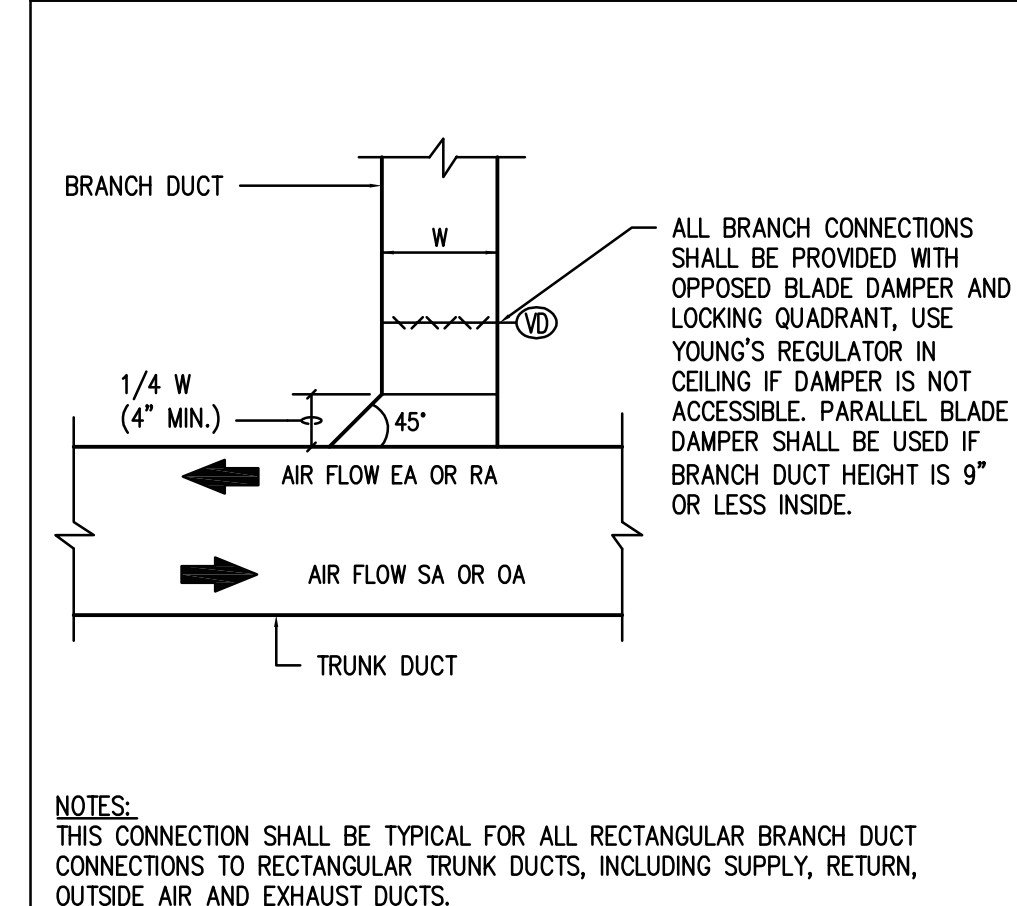 BRANCH DUCT
W
ALL BRANCH CONNECTIONS
SHALL BE PROVIDED WITH
OPPOSED BLADE DAMPER AND
LOCKING QUADRANT, USE
YOUNG'S REGULATOR IN
CEILING IF DAMPER IS NOT
ACCESSIBLE. PARALLEL BLADE
DAMPER SHALL BE USED IF
BRANCH DUCT HEIGHT IS 9"
OR LESS INSIDE.
VD
1/4 W
(4" MIN.)
45°
AIR FLOW EA OR RA
AIR FLOW SA OR OA
TRUNK DUCT
NOTES:
THIS CONNECTION SHALL BE TYPICAL FOR ALL RECTANGULAR BRANCH DUCT
CONNECTIONS TO RECTANGULAR TRUNK DUCTS, INCLUDING SUPPLY, RETURN,
OUTSIDE AIR AND EXHAUST DUCTS.